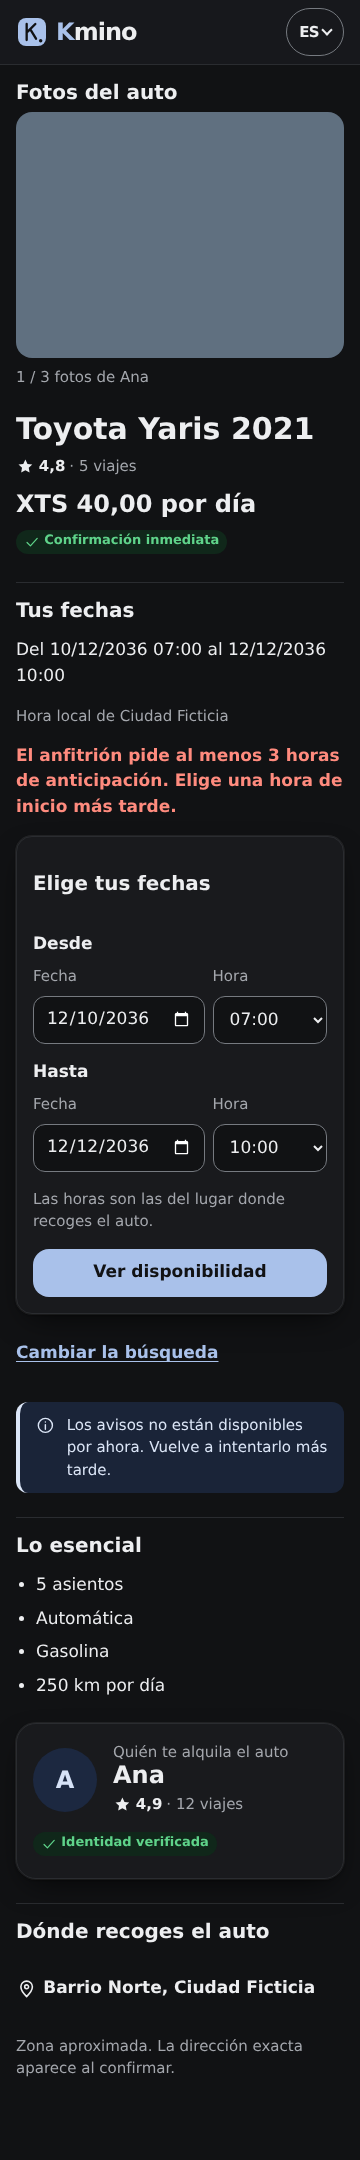 K. Kmino
ES
Fotos del auto
1 / 3 fotos de Ana
Toyota Yaris 2021
★ 4,8 · 5 viajes
XTS 40,00 por día
✓ Confirmación inmediata
Tus fechas
Del 10/12/2036 07:00 al 12/12/2036
10:00
Hora local de Ciudad Ficticia
El anfitrión pide al menos 3 horas
de anticipación. Elige una hora de
inicio más tarde.
Elige tus fechas
Desde
Fecha Hora
12/10/2036 07:00
Hasta
Fecha Hora
12/12/2036 10:00
Las horas son las del lugar donde
recoges el auto.
Ver disponibilidad
Cambiar la búsqueda
Los avisos no están disponibles
por ahora. Vuelve a intentarlo más
tarde.
Lo esencial
• 5 asientos
• Automática
• Gasolina
• 250 km por día
A
Quién te alquila el auto
Ana
★ 4,9 · 12 viajes
✓ Identidad verificada
Dónde recoges el auto
Barrio Norte, Ciudad Ficticia
Zona aproximada. La dirección exacta
aparece al confirmar.